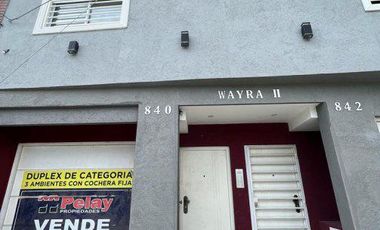 WAYRA II
840
842
DUPLEX DE CATEGORIA
3 AMBIENTES CON COCHERA FIJA
Pelay
PROPIEDADES
VENDE